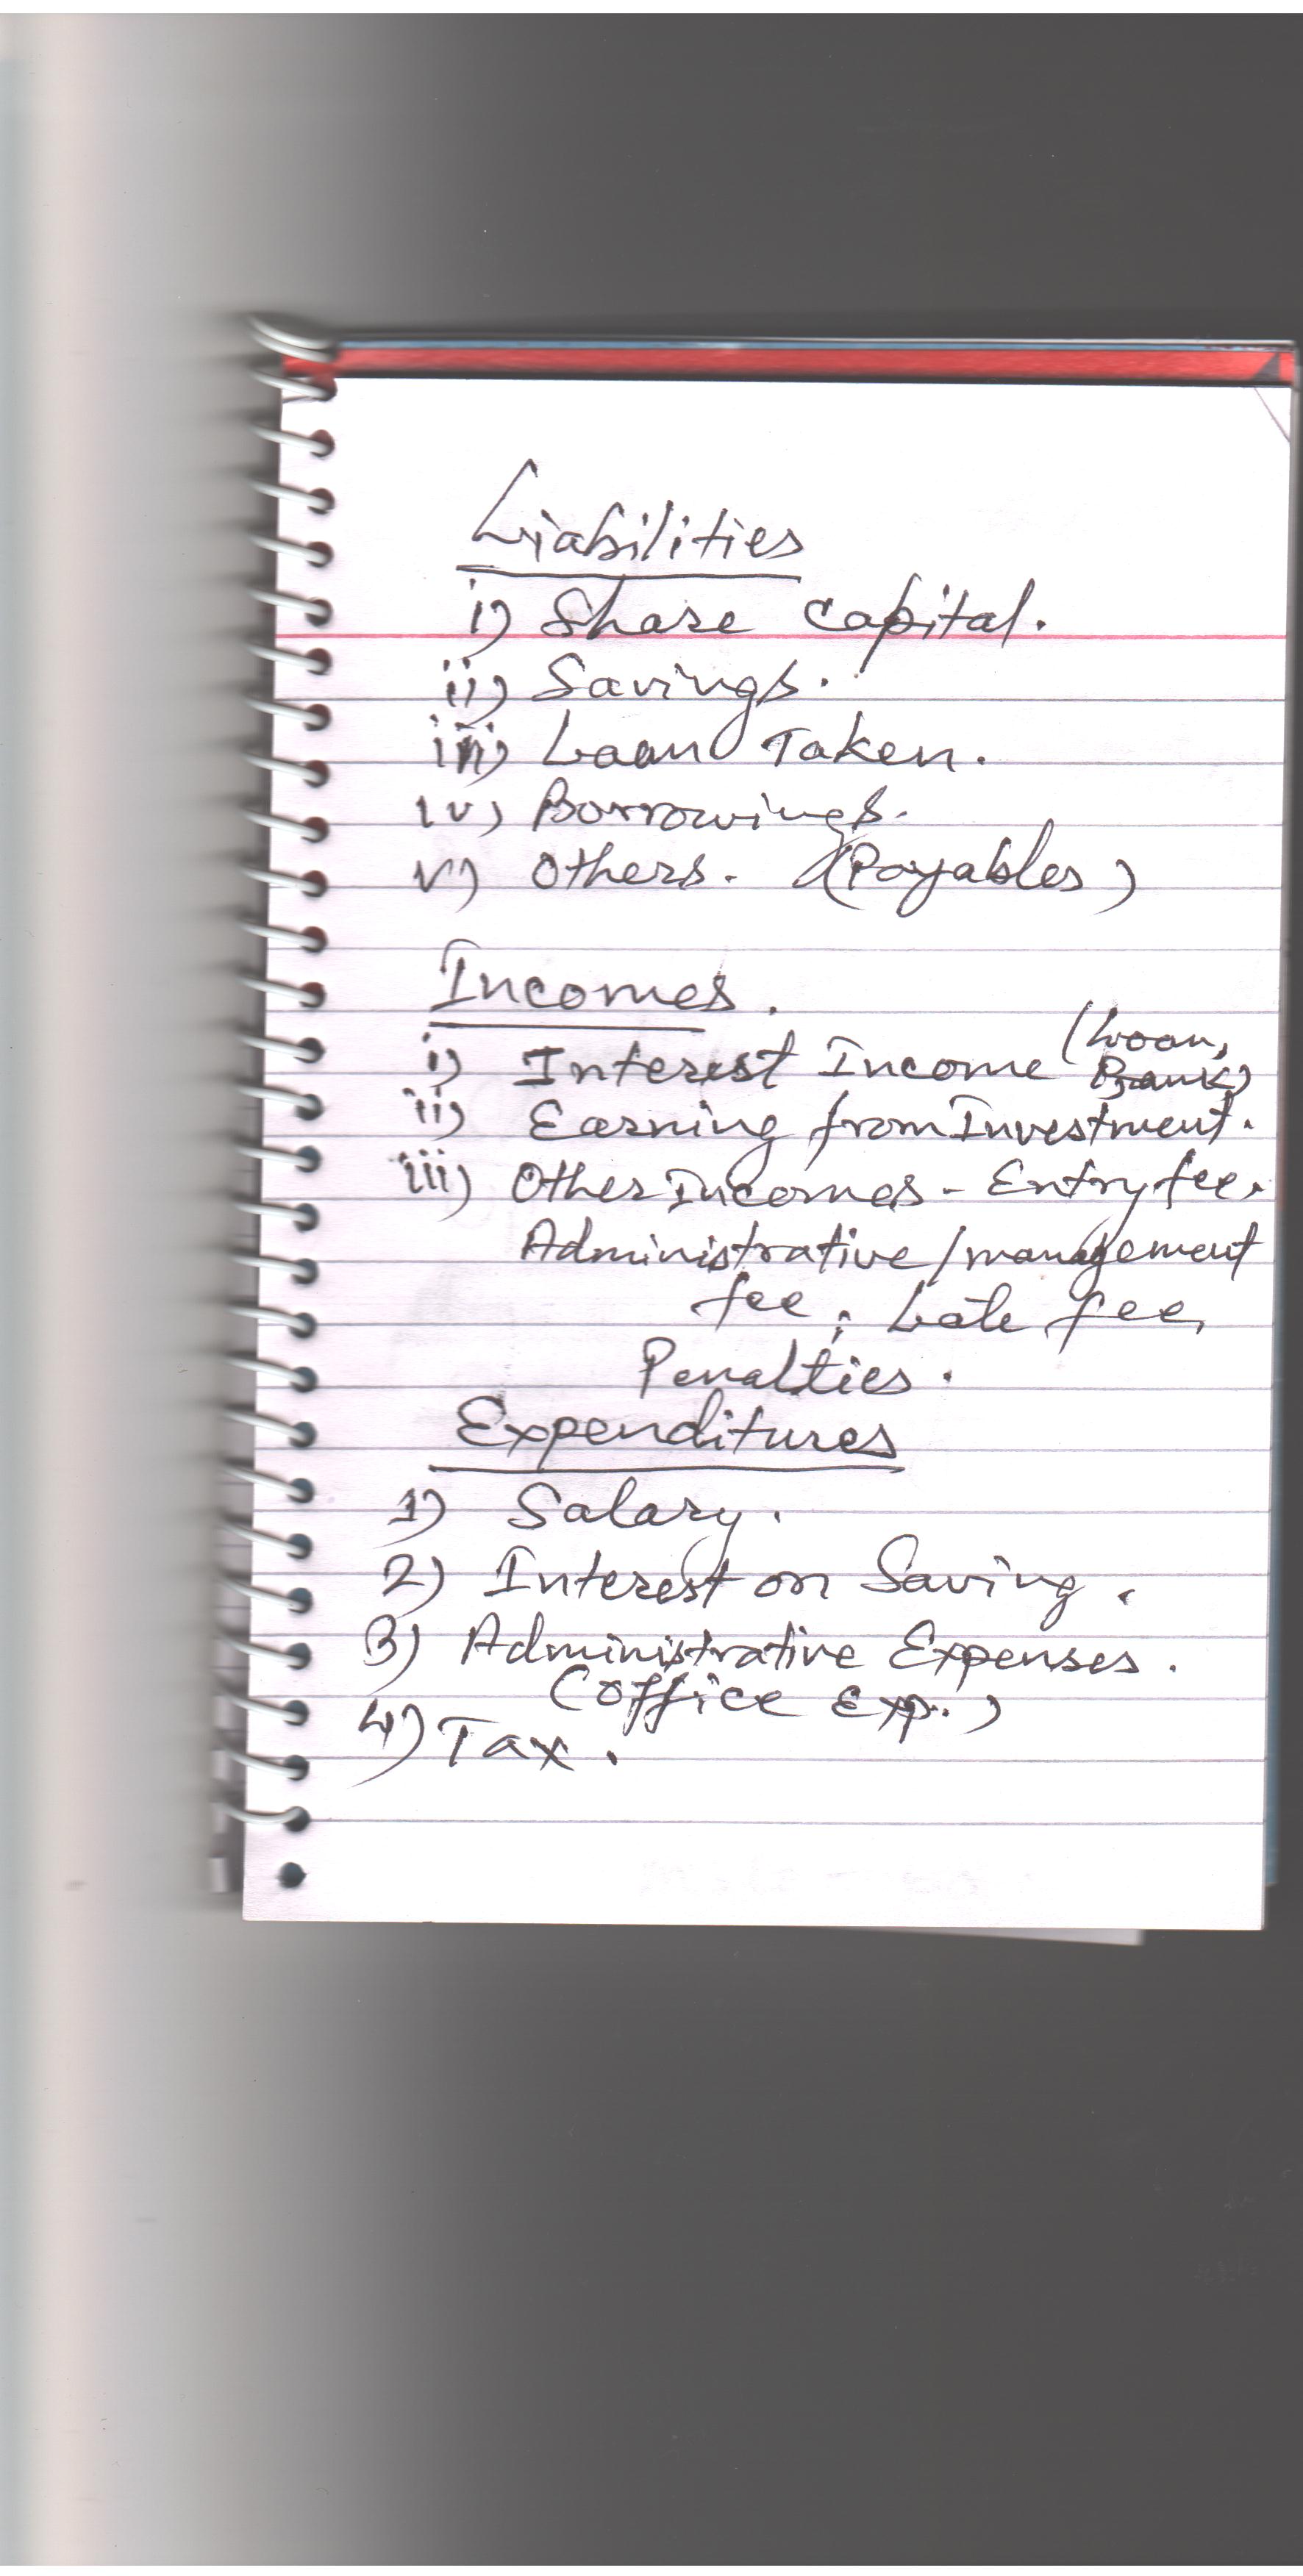 Liabilities
i) Share capital.
ii) Savings.
iii) Loan Taken.
iv) Borrowings.
v) Others. (Payables)
Incomes.
i) Interest Income (Loan, Bank)
ii) Earning from Investment.
iii) Other Incomes - Entry fee,
Administrative/management
fee, Late fee,
Penalties.
Expenditures
1) Salary.
2) Interest on Saving.
3) Administrative Expenses.
(Office Exp.)
4) Tax.